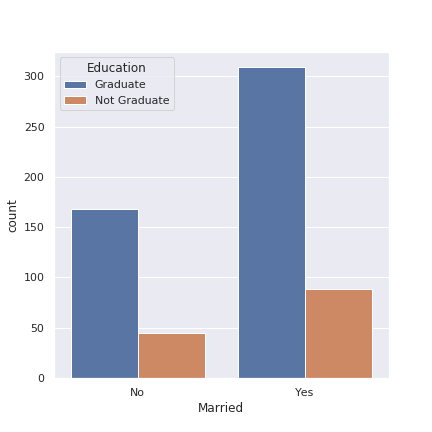 Education
Graduate
Not Graduate
300
250
200
150
100
50
0
count
No Yes
Married